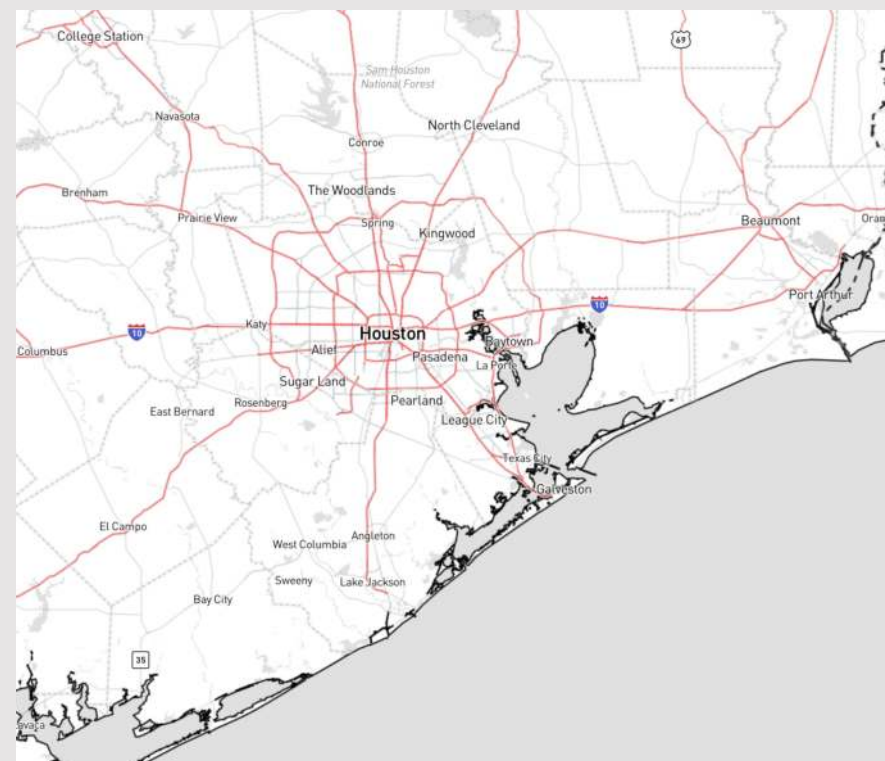 College Station
69
Sam Houston
National Forest
Navasota
North Cleveland
Conroe
The Woodlands
Brenham
Prairie View
Spring
Kingwood
Beaumont
Port Arthur
10
10
Katy
Houston
Columbus
Alief
Pasadena
Baytown
La Porte
Sugar Land
Rosenberg
Pearland
East Bernard
League City
Texas City
Galveston
El Campo
Angleton
West Columbia
Sweeny
Lake Jackson
Bay City
35